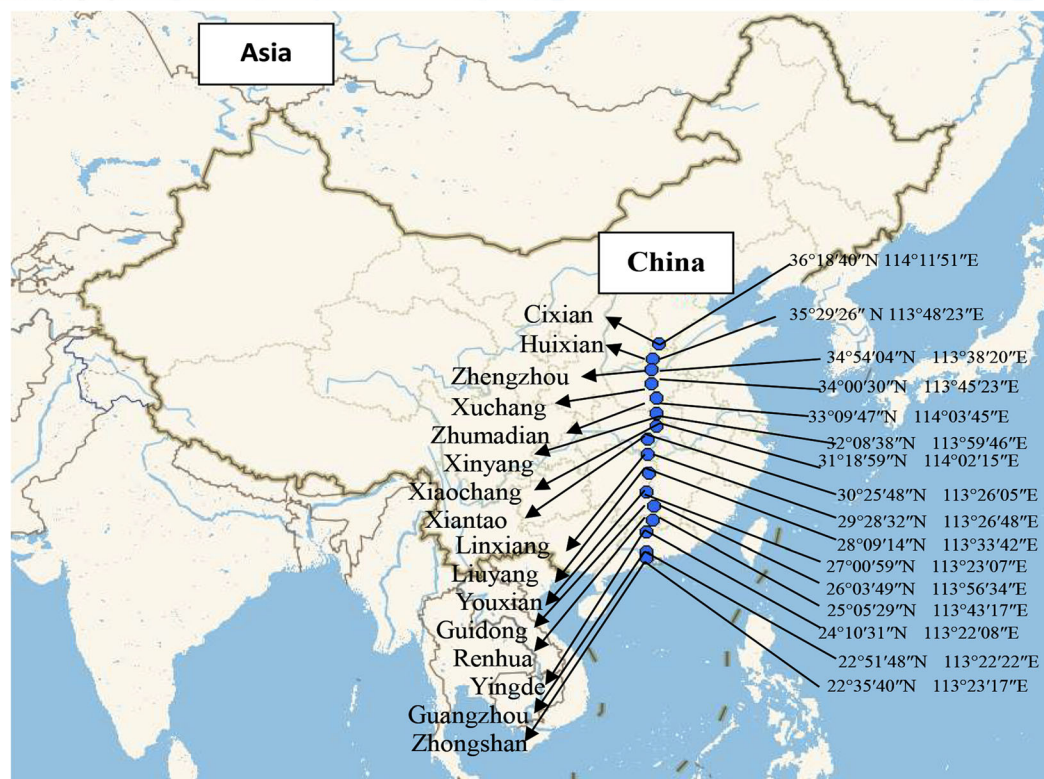 Asia
China
36°18′40″N 114°11′51″E
Cixian
35°29′26″ N 113°48′23″E
Huixian
34°54′04″N 113°38′20″E
Zhengzhou
34°00′30″N 113°45′23″E
Xuchang
33°09′47″N 114°03′45″E
Zhumadian
32°08′38″N 113°59′46″E
Xinyang
31°18′59″N 114°02′15″E
Xiaochang
30°25′48″N 113°26′05″E
Xiantao
29°28′32″N 113°26′48″E
Linxiang
28°09′14″N 113°33′42″E
Liuyang
27°00′59″N 113°23′07″E
Youxian
26°03′49″N 113°56′34″E
Guidong
25°05′29″N 113°43′17″E
Renhua
24°10′31″N 113°22′08″E
Yingde
22°51′48″N 113°22′22″E
Guangzhou
22°35′40″N 113°23′17″E
Zhongshan